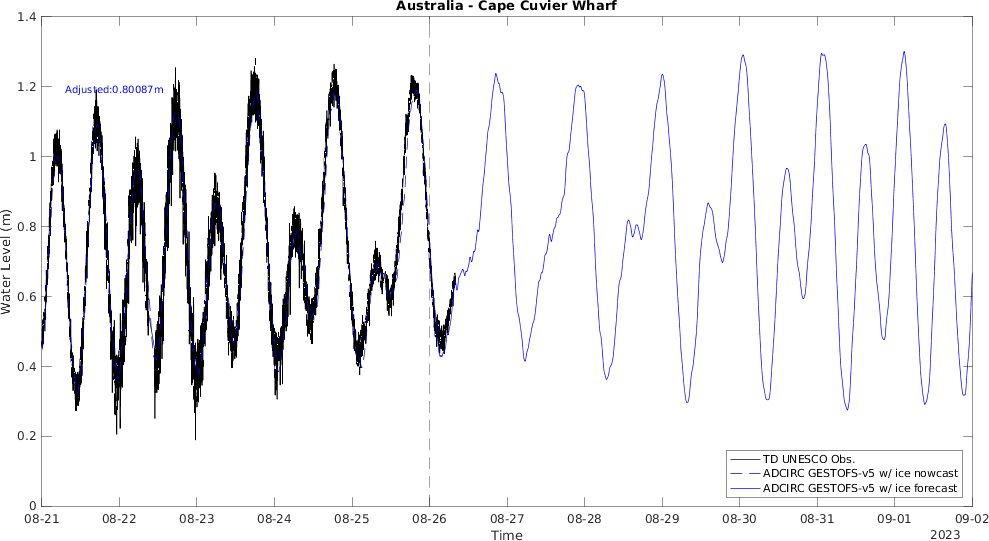 Australia - Cape Cuvier Wharf
1.4
1.2
1
0.8
0.6
0.4
0.2
0
Water Level (m)
Adjusted:0.80087m
TD UNESCO Obs.
ADCIRC GESTOFS-v5 w/ ice nowcast
ADCIRC GESTOFS-v5 w/ ice forecast
08-21 08-22 08-23 08-24 08-25 08-26 08-27 08-28 08-29 08-30 08-31 09-01 09-02
Time
2023